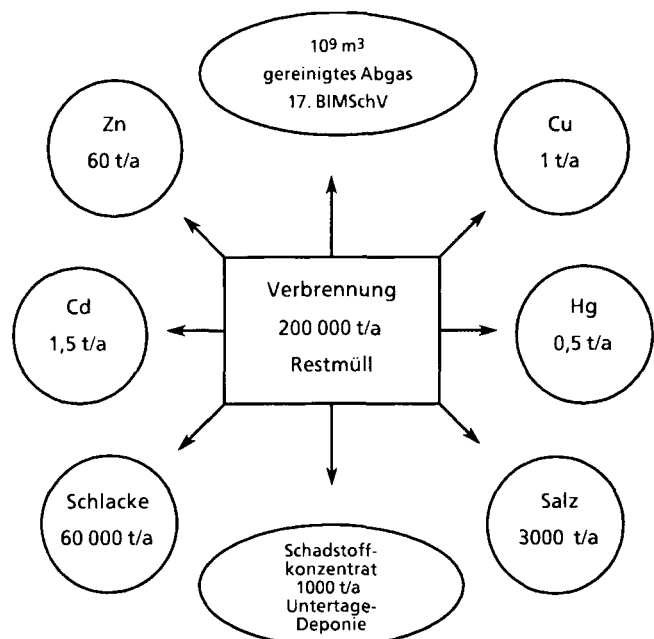 10⁹ m³
gereinigtes Abgas
17. BIMSchV
Zn
60 t/a
Cu
1 t/a
Verbrennung
200 000 t/a
Restmüll
Cd
1,5 t/a
Hg
0,5 t/a
Schlacke
60 000 t/a
Salz
3000 t/a
Schadstoff-
konzentrat
1000 t/a
Untertage-
Deponie